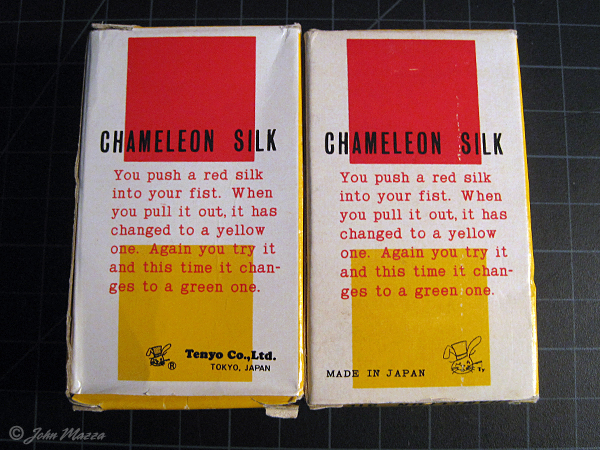 CHAMELEON SILK
You push a red silk
into your fist. When
you pull it out, it has
changed to a yellow
one. Again you try it
and this time it chan-
ges to a green one.
® Tenyo Co.,Ltd.
TOKYO, JAPAN
CHAMELEON SILK
You push a red silk
into your fist. When
you pull it out, it has
changed to a yellow
one. Again you try it
and this time it chan-
ges to a green one.
MADE IN JAPAN
© John Mazza